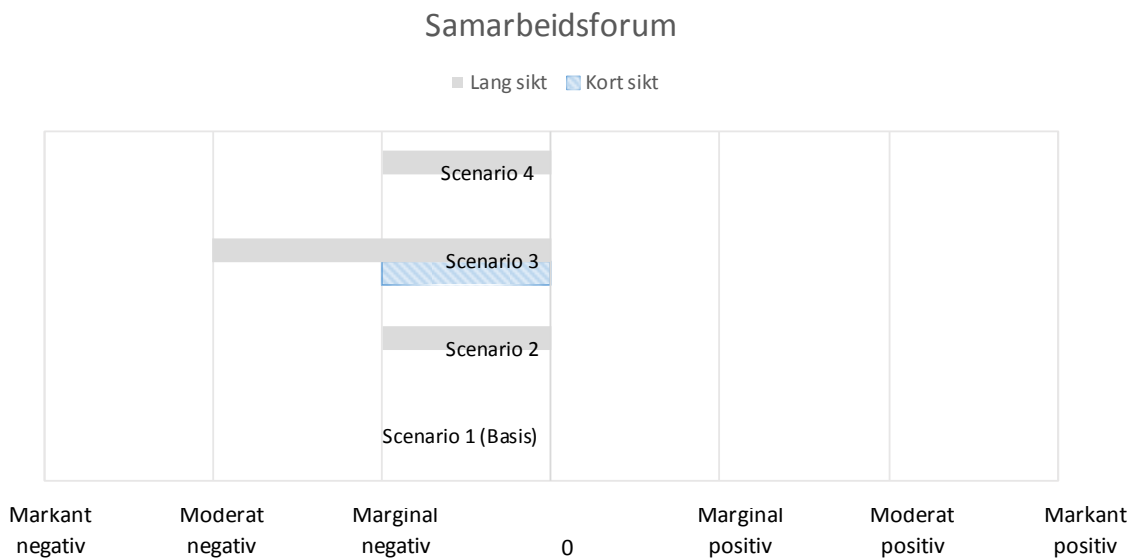 Samarbeidsforum
Lang sikt Kort sikt
Scenario 4
Scenario 3
Scenario 2
Scenario 1 (Basis)
Markant negativ
Moderat negativ
Marginal negativ
0
Marginal positiv
Moderat positiv
Markant positiv